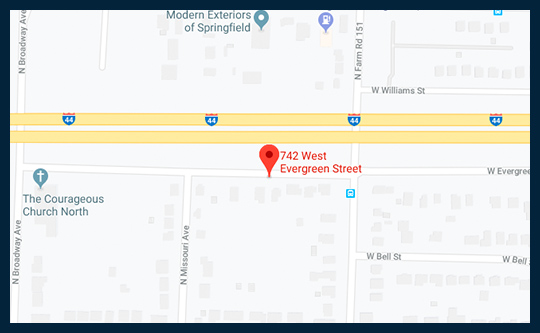 Modern Exteriors
of Springfield
N Broadway Ave
N Farm Rd 151
W Williams St
44
44
44
44
742 West
Evergreen Street
W Evergree
The Courageous
Church North
N Broadway Ave
N Missouri Ave
W Bell St
W Bell